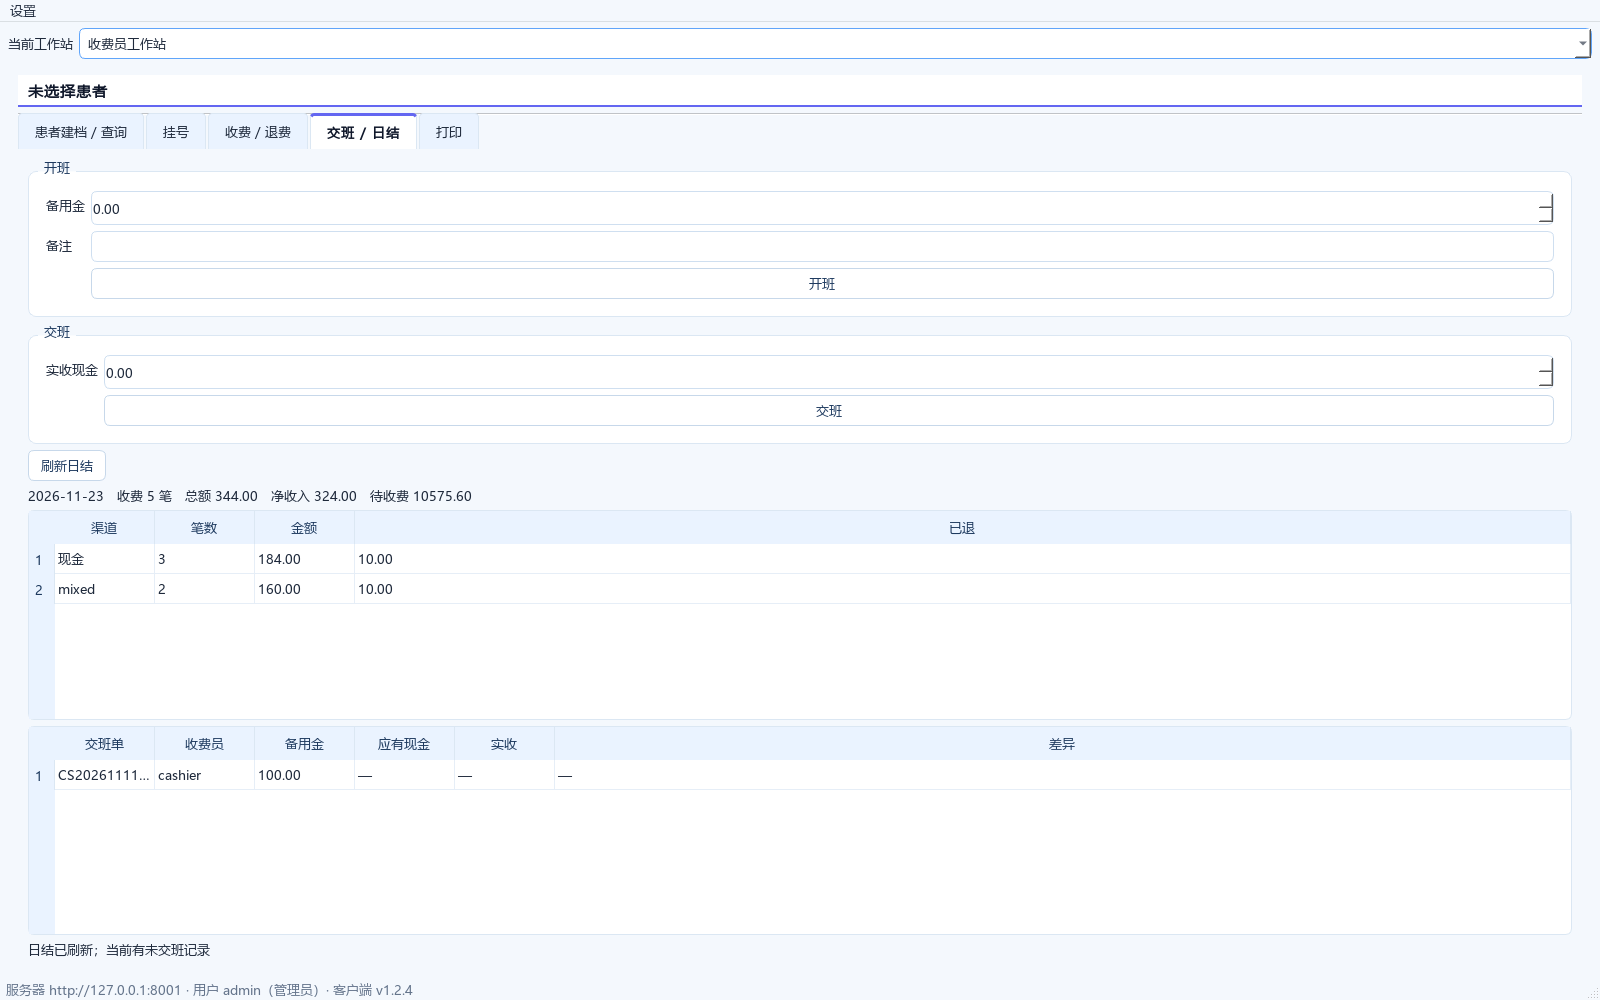 设置
当前工作站 收费员工作站
未选择患者
患者建档 / 查询 挂号 收费 / 退费 交班 / 日结 打印
开班
备用金 0.00
备注
开班
交班
实收现金 0.00
交班
刷新日结
2026-11-23 收费 5 笔 总额 344.00 净收入 324.00 待收费 10575.60
渠道 笔数 金额 已退
1 现金 3 184.00 10.00
2 mixed 2 160.00 10.00
交班单 收费员 备用金 应有现金 实收 差异
1 CS20261111... cashier 100.00 — — —
日结已刷新；当前有未交班记录
服务器 http://127.0.0.1:8001 · 用户 admin（管理员）· 客户端 v1.2.4